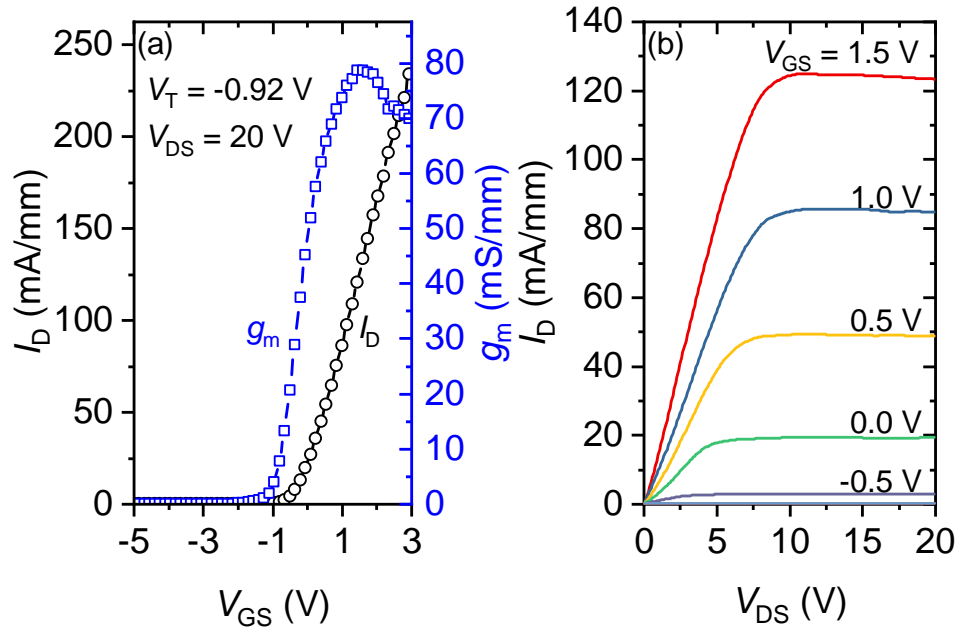 (a)
V_T = -0.92 V
V_DS = 20 V
g_m
I_D
250
200
150
100
50
0
I_D (mA/mm)
-5
-3
-1
1
3
V_GS (V)
80
70
60
50
40
30
20
10
0
g_m (mS/mm)
(b)
V_GS = 1.5 V
1.0 V
0.5 V
0.0 V
-0.5 V
140
120
100
80
60
40
20
0
I_D (mA/mm)
0
5
10
15
20
V_DS (V)